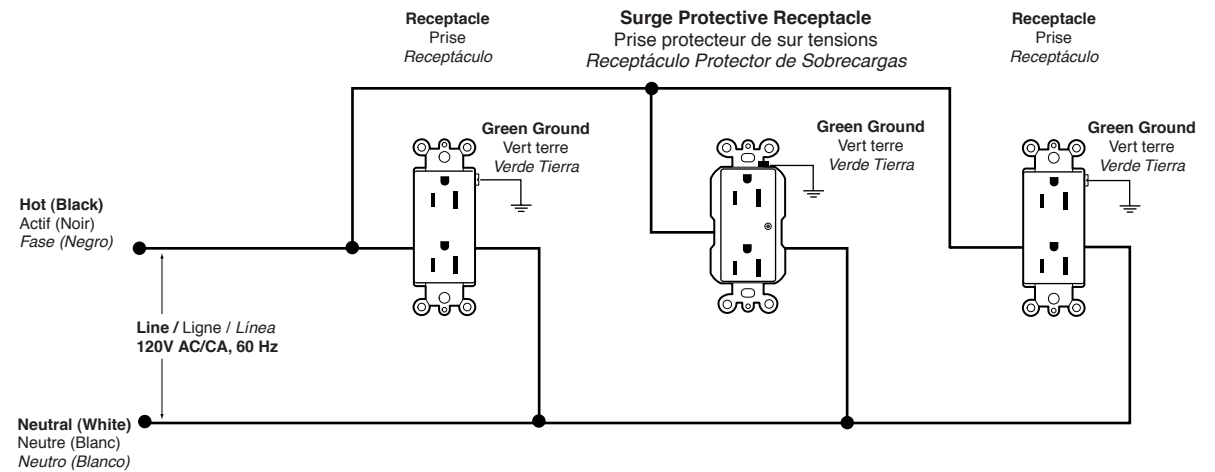 Receptacle
Prise
Receptáculo
Surge Protective Receptacle
Prise protecteur de sur tensions
Receptáculo Protector de Sobrecargas
Receptacle
Prise
Receptáculo
Green Ground
Vert terre
Verde Tierra
Green Ground
Vert terre
Verde Tierra
Green Ground
Vert terre
Verde Tierra
Hot (Black)
Actif (Noir)
Fase (Negro)
Line / Ligne / Línea
120V AC/CA, 60 Hz
Neutral (White)
Neutre (Blanc)
Neutro (Blanco)